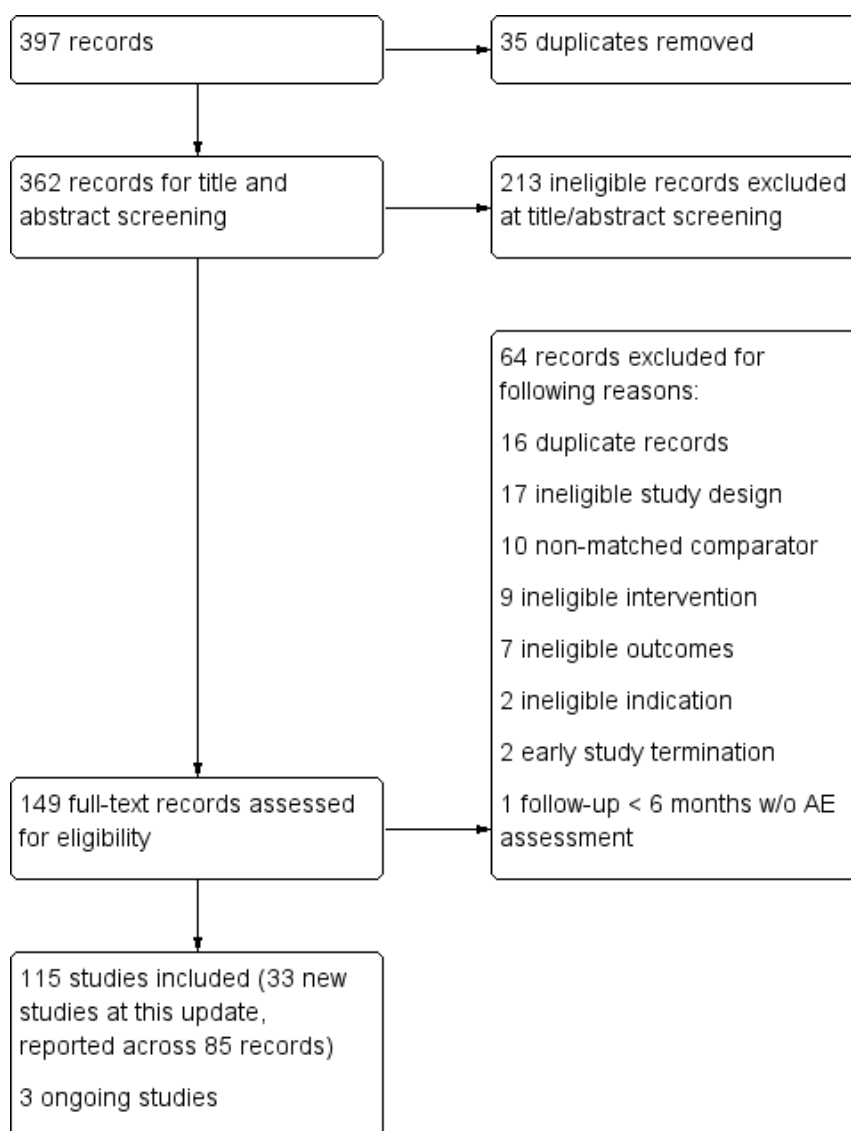 397 records
35 duplicates removed
362 records for title and
abstract screening
213 ineligible records excluded
at title/abstract screening
64 records excluded for
following reasons:
16 duplicate records
17 ineligible study design
10 non-matched comparator
9 ineligible intervention
7 ineligible outcomes
2 ineligible indication
2 early study termination
1 follow-up < 6 months w/o AE
assessment
149 full-text records assessed
for eligibility
115 studies included (33 new
studies at this update,
reported across 85 records)
3 ongoing studies